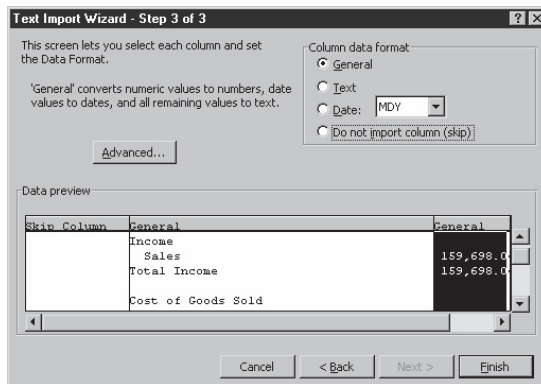 Text Import Wizard - Step 3 of 3
This screen lets you select each column and set
the Data Format.
'General' converts numeric values to numbers, date
values to dates, and all remaining values to text.
Advanced...
Column data format
General
Text
Date: MDY
Do not import column (skip)
Data preview
Skip Column General General
Income
Sales 159,698.0
Total Income 159,698.0
Cost of Goods Sold
Cancel < Back Next > Finish